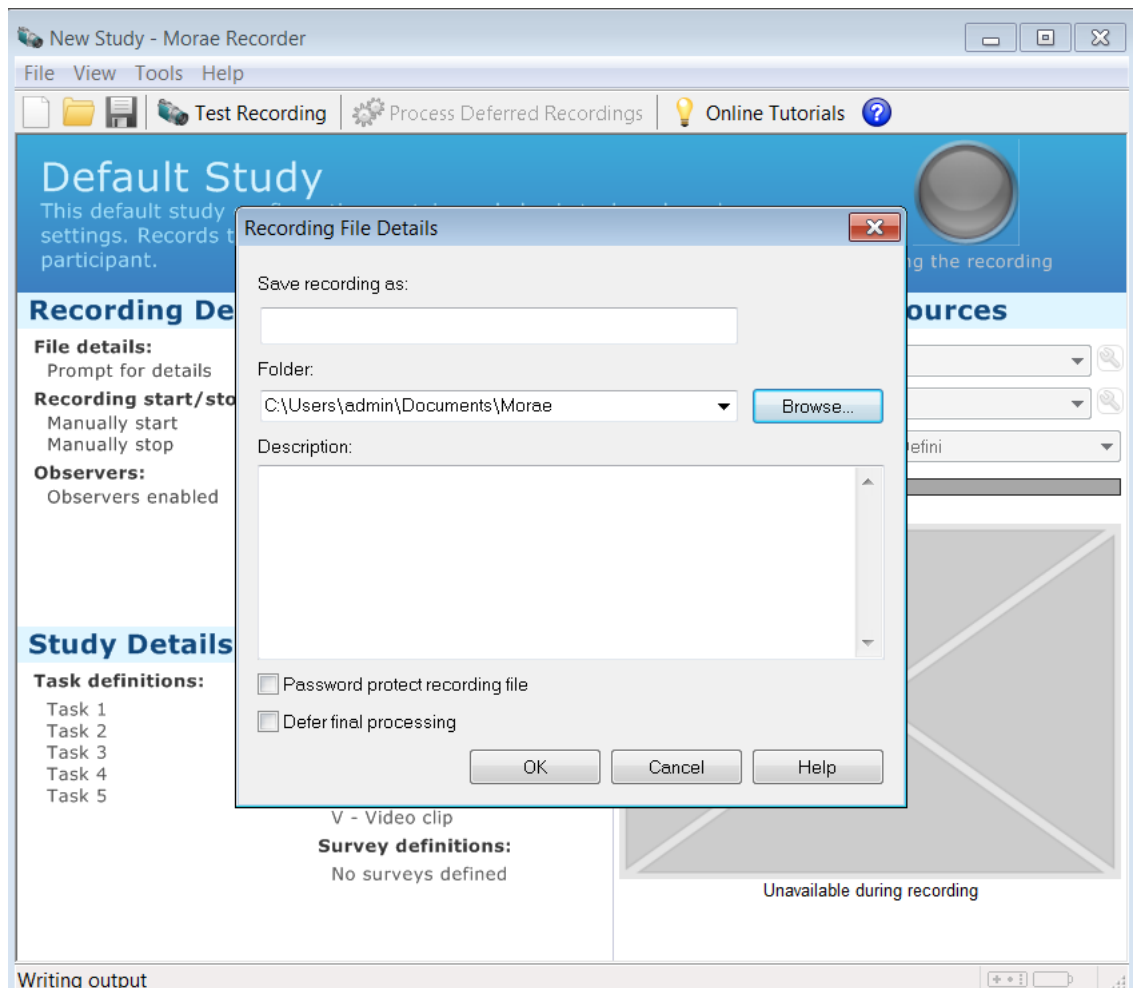 New Study - Morae Recorder
File View Tools Help
Test Recording Process Deferred Recordings Online Tutorials ?
Default Study
This default study
settings. Records t
participant.
ng the recording
Recording De
ources
File details:
Prompt for details
Recording start/sto
Manually start
Manually stop
efini
Observers:
Observers enabled
Recording File Details
Save recording as:
Folder:
C:\Users\admin\Documents\Morae Browse...
Description:
Password protect recording file
Defer final processing
OK Cancel Help
Study Details
Task definitions:
Task 1
Task 2
Task 3
Task 4
Task 5
V - Video clip
Survey definitions:
No surveys defined
Unavailable during recording
Writing output